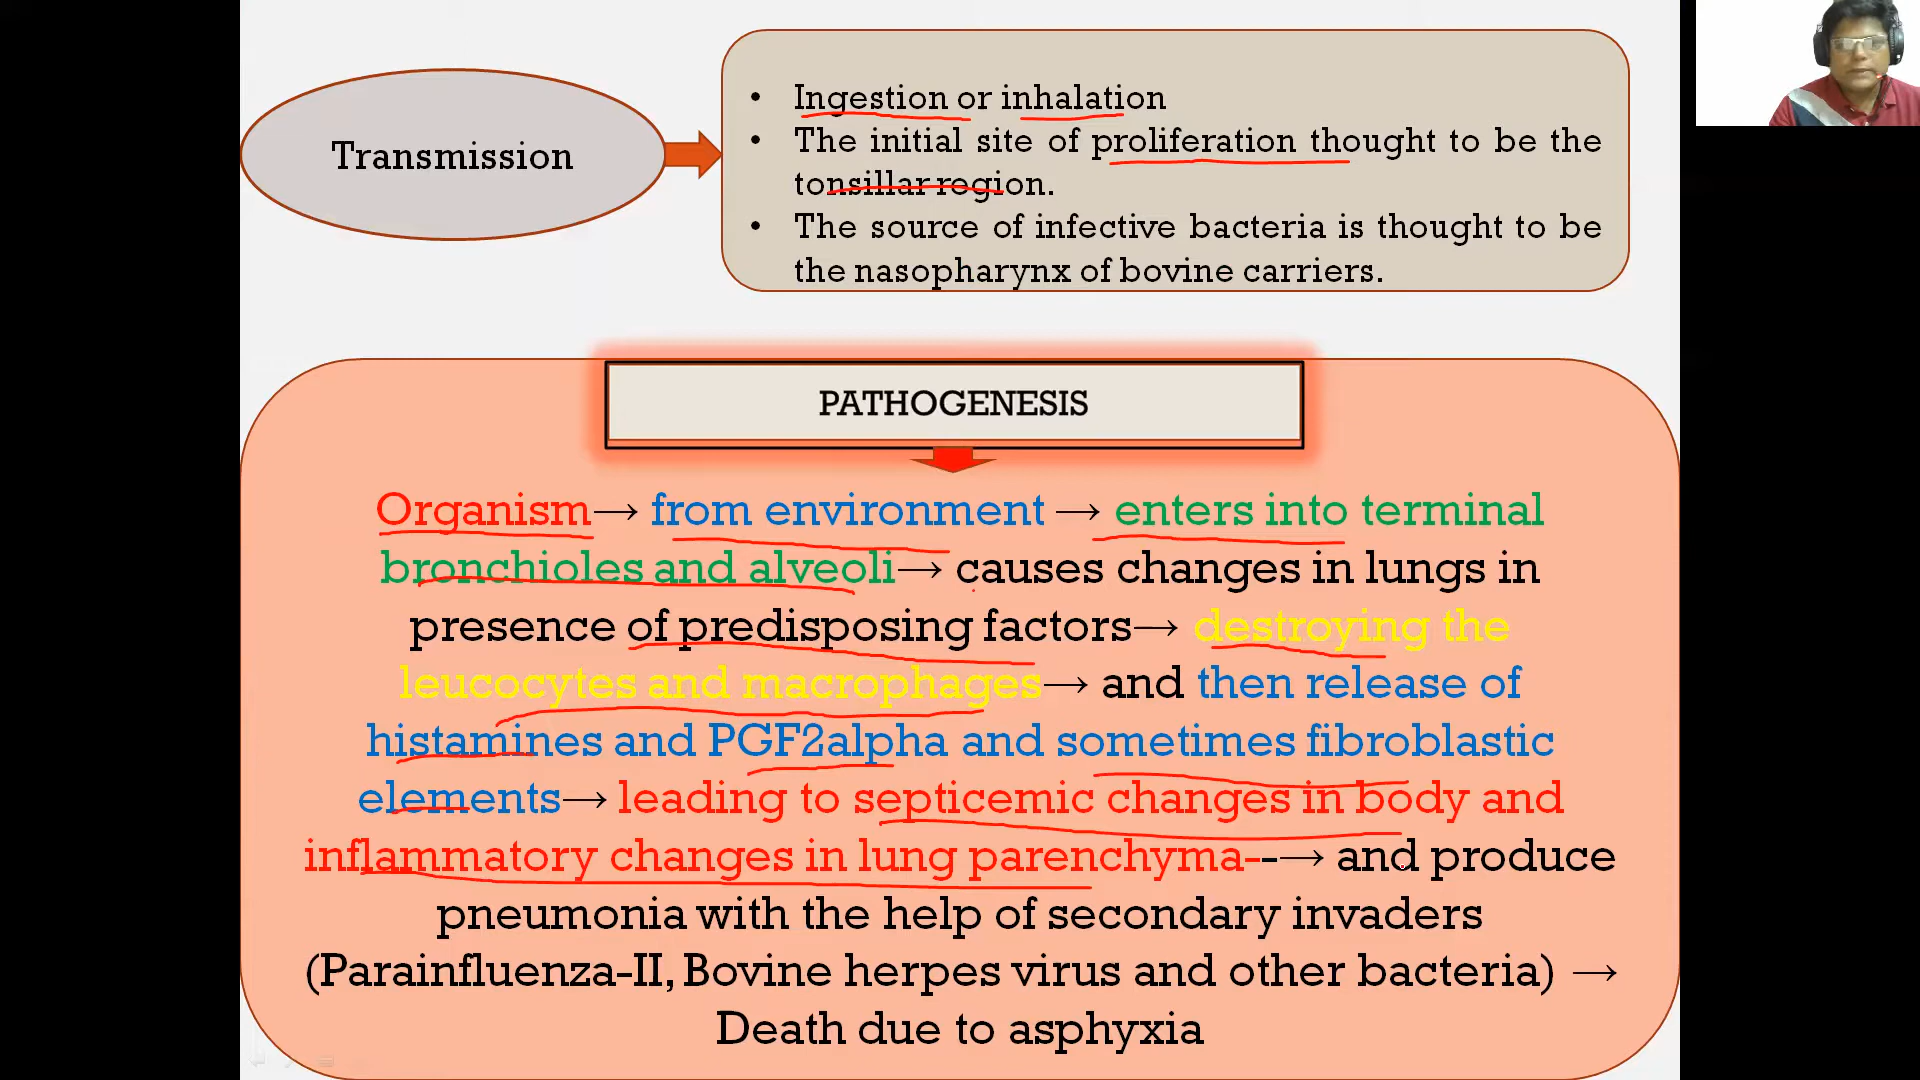 Transmission
• Ingestion or inhalation
• The initial site of proliferation thought to be the
tonsillar region.
• The source of infective bacteria is thought to be
the nasopharynx of bovine carriers.
PATHOGENESIS
Organism→ from environment → enters into terminal
bronchioles and alveoli→ causes changes in lungs in
presence of predisposing factors→ destroying the
leucocytes and macrophages→ and then release of
histamines and PGF2alpha and sometimes fibroblastic
elements→ leading to septicemic changes in body and
inflammatory changes in lung parenchyma--→ and produce
pneumonia with the help of secondary invaders
(Parainfluenza-II, Bovine herpes virus and other bacteria) →
Death due to asphyxia